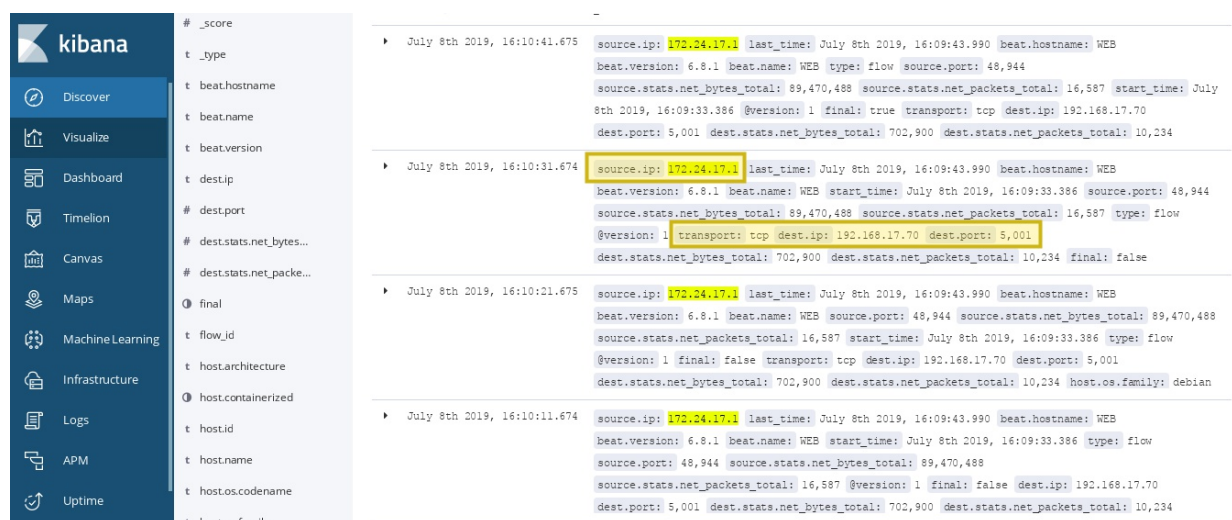 kibana
Discover
Visualize
Dashboard
Timelion
Canvas
Maps
Machine Learning
Infrastructure
Logs
APM
Uptime
# _score
t _type
t beat.hostname
t beat.name
t beat.version
t dest.ip
# dest.port
# dest.stats.net_bytes...
# dest.stats.net_packe...
final
t flow_id
t host.architecture
host.containerized
t host.id
t host.name
t host.os.codename
July 8th 2019, 16:10:41.675
source.ip: 172.24.17.1 last_time: July 8th 2019, 16:09:43.990 beat.hostname: WEB
beat.version: 6.8.1 beat.name: WEB type: flow source.port: 48,944
source.stats.net_bytes_total: 89,470,488 source.stats.net_packets_total: 16,587 start_time: July
8th 2019, 16:09:33.386 @version: 1 final: true transport: tcp dest.ip: 192.168.17.70
dest.port: 5,001 dest.stats.net_bytes_total: 702,900 dest.stats.net_packets_total: 10,234
July 8th 2019, 16:10:31.674
source.ip: 172.24.17.1 last_time: July 8th 2019, 16:09:43.990 beat.hostname: WEB
beat.version: 6.8.1 beat.name: WEB start_time: July 8th 2019, 16:09:33.386 source.port: 48,944
source.stats.net_bytes_total: 89,470,488 source.stats.net_packets_total: 16,587 type: flow
@version: 1 transport: tcp dest.ip: 192.168.17.70 dest.port: 5,001
dest.stats.net_bytes_total: 702,900 dest.stats.net_packets_total: 10,234 final: false
July 8th 2019, 16:10:21.675
source.ip: 172.24.17.1 last_time: July 8th 2019, 16:09:43.990 beat.hostname: WEB
beat.version: 6.8.1 beat.name: WEB source.port: 48,944 source.stats.net_bytes_total: 89,470,488
source.stats.net_packets_total: 16,587 start_time: July 8th 2019, 16:09:33.386 type: flow
@version: 1 final: false transport: tcp dest.ip: 192.168.17.70 dest.port: 5,001
dest.stats.net_bytes_total: 702,900 dest.stats.net_packets_total: 10,234 host.os.family: debian
July 8th 2019, 16:10:11.674
source.ip: 172.24.17.1 last_time: July 8th 2019, 16:09:43.990 beat.hostname: WEB
beat.version: 6.8.1 beat.name: WEB start_time: July 8th 2019, 16:09:33.386 type: flow
source.port: 48,944 source.stats.net_bytes_total: 89,470,488
source.stats.net_packets_total: 16,587 @version: 1 final: false dest.ip: 192.168.17.70
dest.port: 5,001 dest.stats.net_bytes_total: 702,900 dest.stats.net_packets_total: 10,234